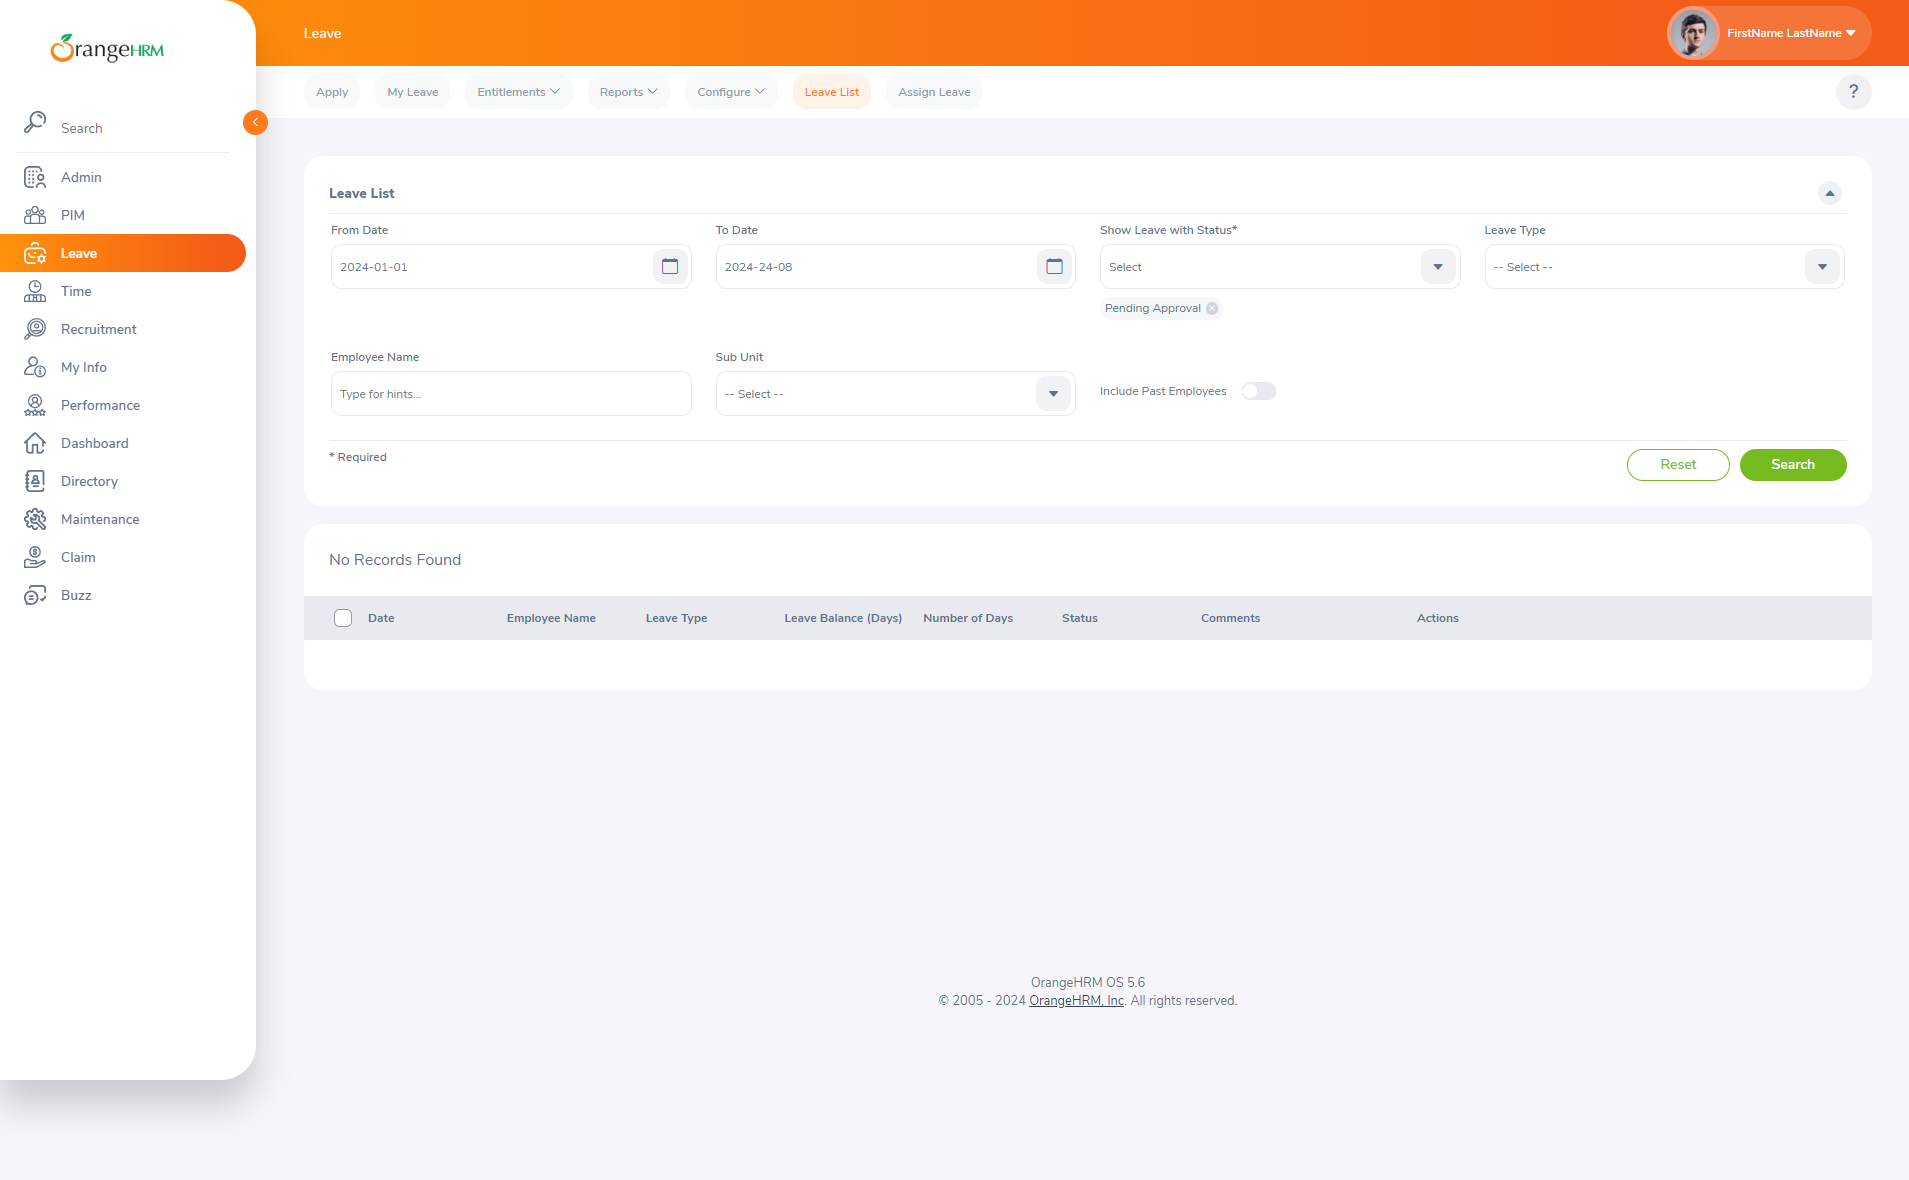 OrangeHRM
Leave
FirstName LastName
Apply
My Leave
Entitlements
Reports
Configure
Leave List
Assign Leave
?
Search
Admin
PIM
Leave
Time
Recruitment
My Info
Performance
Dashboard
Directory
Maintenance
Claim
Buzz
Leave List
From Date
To Date
Show Leave with Status*
Leave Type
2024-01-01
2024-24-08
Select
-- Select --
Pending Approval
Employee Name
Sub Unit
Type for hints...
-- Select --
Include Past Employees
* Required
Reset
Search
No Records Found
Date
Employee Name
Leave Type
Leave Balance (Days)
Number of Days
Status
Comments
Actions
OrangeHRM OS 5.6
© 2005 - 2024 OrangeHRM, Inc. All rights reserved.